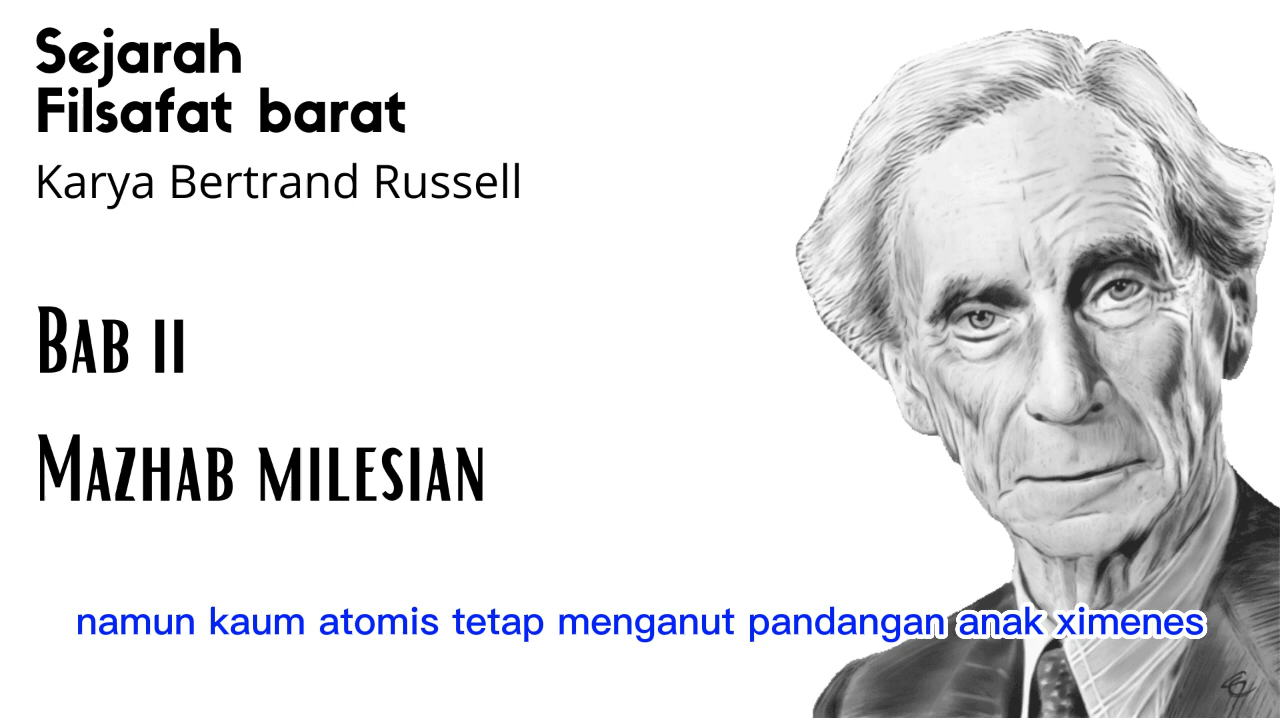 Sejarah
Filsafat barat
Karya Bertrand Russell
Bab II
Mazhab milesian
namun kaum atomis tetap menganut pandangan anak ximenes